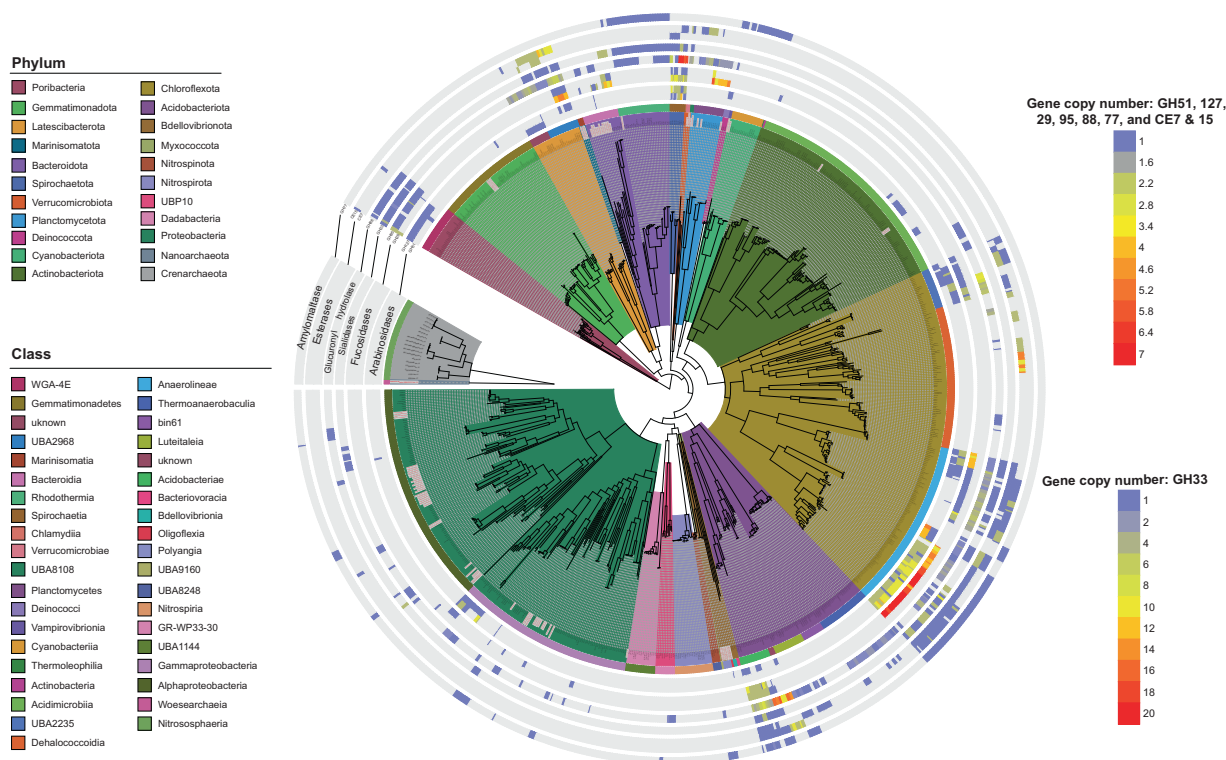 Phylum
Poribacteria
Gemmatimonadota
Latescibacterota
Marinisomatota
Bacteroidota
Spirochaetota
Verrucomicrobiota
Planctomycetota
Deinococcota
Cyanobacteriota
Actinobacteriota
Chloroflexota
Acidobacteriota
Bdellovibrionota
Myxococcota
Nitrospinota
Nitrospirota
UBP10
Dadabacteria
Proteobacteria
Nanoarchaeota
Crenarchaeota
Amylomaltase
Esterases
Glucuronyl hydrolase
Sialidases
Fucosidases
Arabinosidases
Class
WGA-4E
Gemmatimonadetes
uknown
UBA2968
Marinisomatia
Bacteroidia
Rhodothermia
Spirochaetia
Chlamydiia
Verrucomicrobiae
UBA8108
Planctomycetes
Deinococci
Vampirovibrionia
Cyanobacteriia
Thermoleophilia
Actinobacteria
Acidimicrobiia
UBA2235
Dehalococcoidia
Anaerolineae
Thermoanaerobaculia
bin61
Luteitaleia
uknown
Acidobacteriae
Bacteriovoracia
Bdellovibrionia
Oligoflexia
Polyangia
UBA9160
UBA8248
Nitrospiria
GR-WP33-30
UBA1144
Gammaproteobacteria
Alphaproteobacteria
Woesearchaeia
Nitrososphaeria
Gene copy number: GH51, 127,
29, 95, 88, 77, and CE7 & 15
1
1.6
2.2
2.8
3.4
4
4.6
5.2
5.8
6.4
7
Gene copy number: GH33
1
2
4
6
8
10
12
14
16
18
20